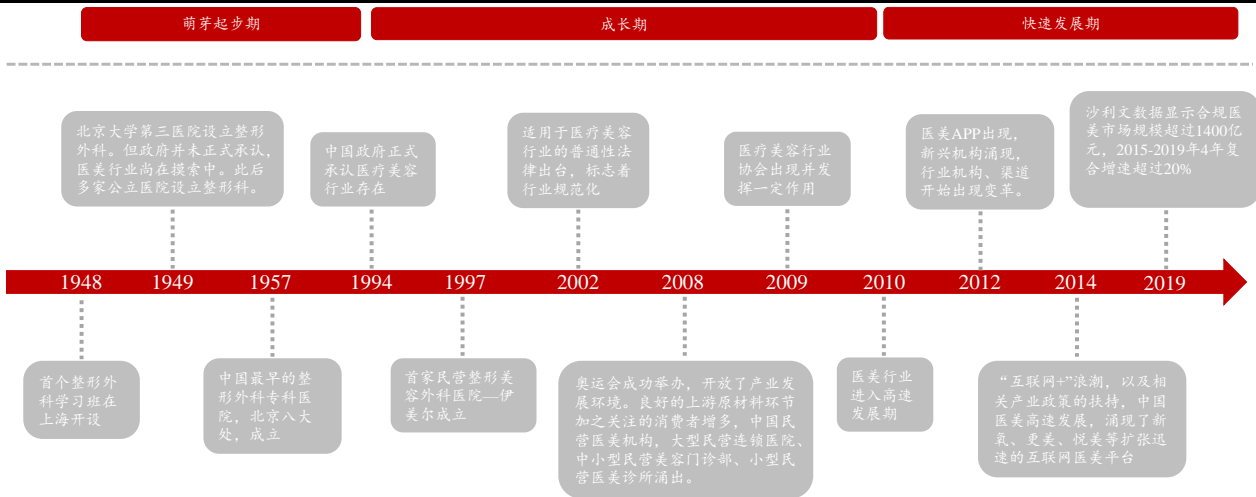 萌芽起步期
成长期
快速发展期
北京大学第三医院设立整形
外科。但政府并未正式承认，
医美行业尚在摸索中。此后
多家公立医院设立整形科。
中国政府正式
承认医疗美容
行业存在
适用于医疗美容
行业的普通性法
律出台，标志着
行业规范化
医疗美容行业
协会出现并发
挥一定作用
医美APP出现，
新兴机构涌现，
行业机构、渠道
开始出现变革。
沙利文数据显示合规医
美市场规模超过1400亿
元，2015-2019年4年复
合增速超过20%
1948
1949
1957
1994
1997
2002
2008
2009
2010
2012
2014
2019
首个整形外
科学习班在
上海开设
中国最早的整
形外科专科医
院，北京八大
处，成立
首家民营整形美
容外科医院—伊
美尔成立
奥运会成功举办，开放了产业发
展环境。良好的上游原材料环节
加之关注的消费者增多，中国民
营医美机构，大型民营连锁医院、
中小型民营美容门诊部、小型民
营医美诊所涌出。
医美行业
进入高速
发展期
“互联网+”浪潮，以及相
关产业政策的扶持，中国
医美高速发展，涌现了新
氧、更美、悦美等扩张迅
速的互联网医美平台